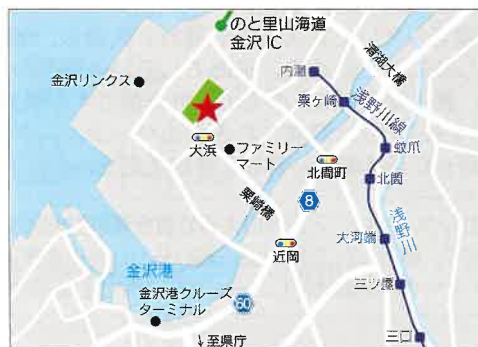 のと里山海道
金沢IC
清湖大橋
金沢リンクス
内灘
粟ヶ崎
浅野川線
大浜
ファミリー
マート
蚊爪
北間町
北間
粟崎橋
8
浅野川
大河端
近岡
金沢港
三ツ屋
金沢港クルーズ
ターミナル
60
三口
↓至県庁